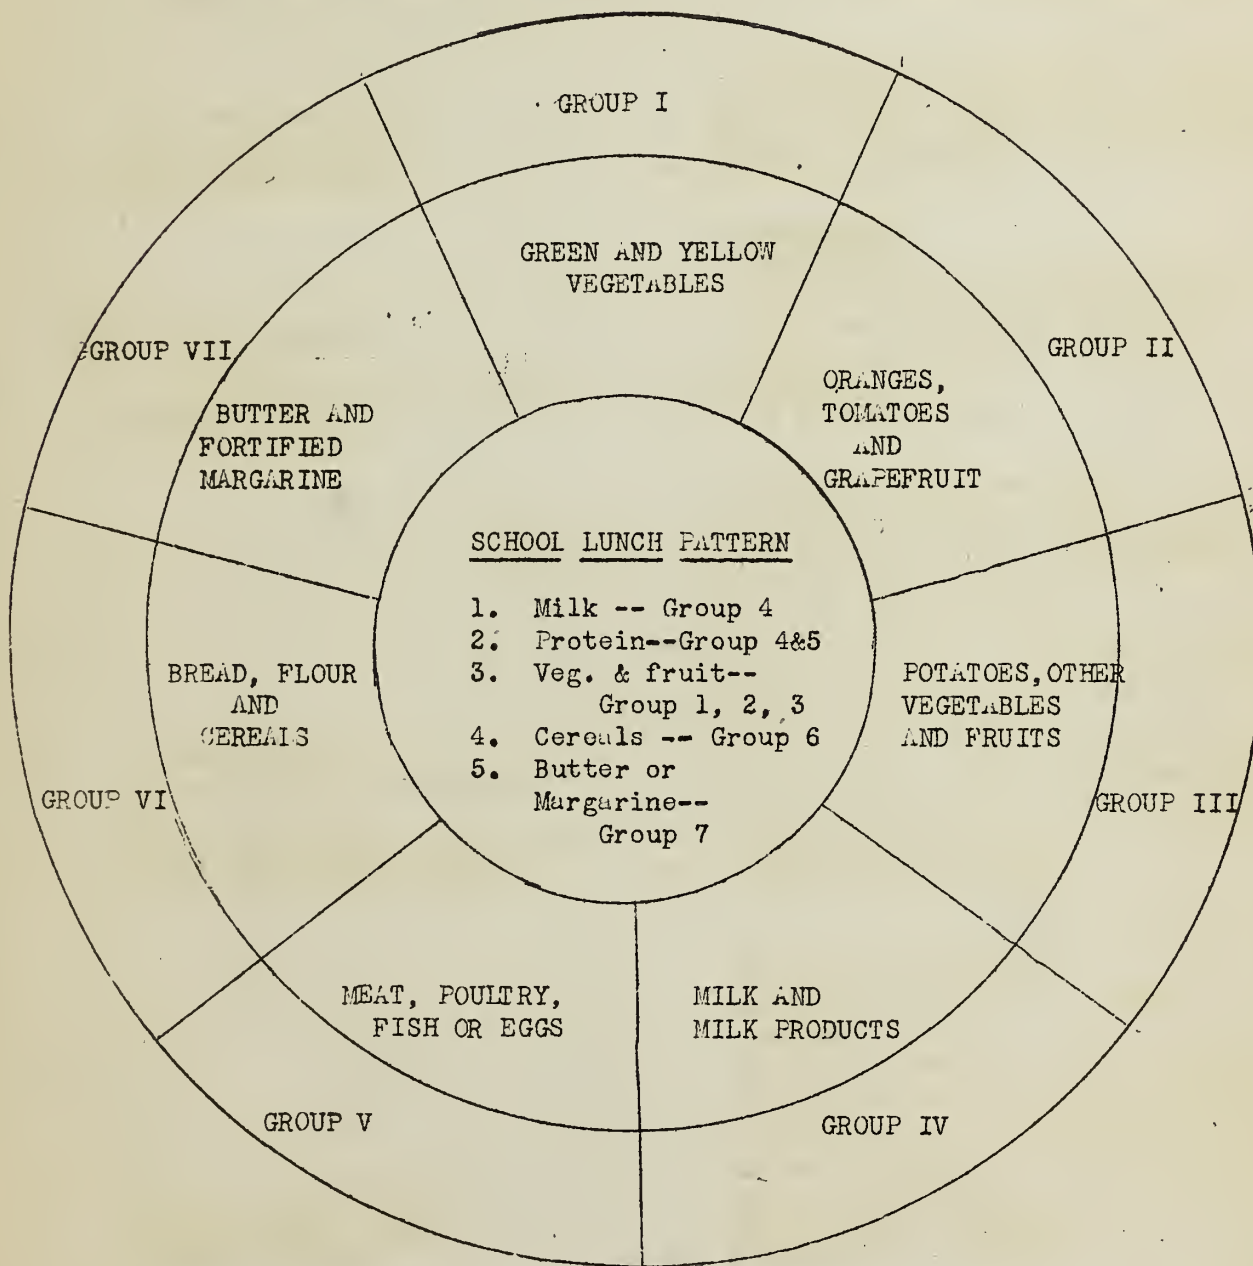 GROUP I
GREEN AND YELLOW
VEGETABLES
GROUP II
ORANGES,
TOMATOES
AND
GRAPEFRUIT
GROUP III
POTATOES, OTHER
VEGETABLES
AND FRUITS
GROUP IV
MILK AND
MILK PRODUCTS
GROUP V
MEAT, POULTRY,
FISH OR EGGS
GROUP VI
BREAD, FLOUR
AND
CEREALS
GROUP VII
BUTTER AND
FORTIFIED
MARGARINE
SCHOOL LUNCH PATTERN
1. Milk -- Group 4
2. Protein--Group 4&5
3. Veg. & fruit--
Group 1, 2, 3
4. Cereals -- Group 6
5. Butter or
Margarine--
Group 7